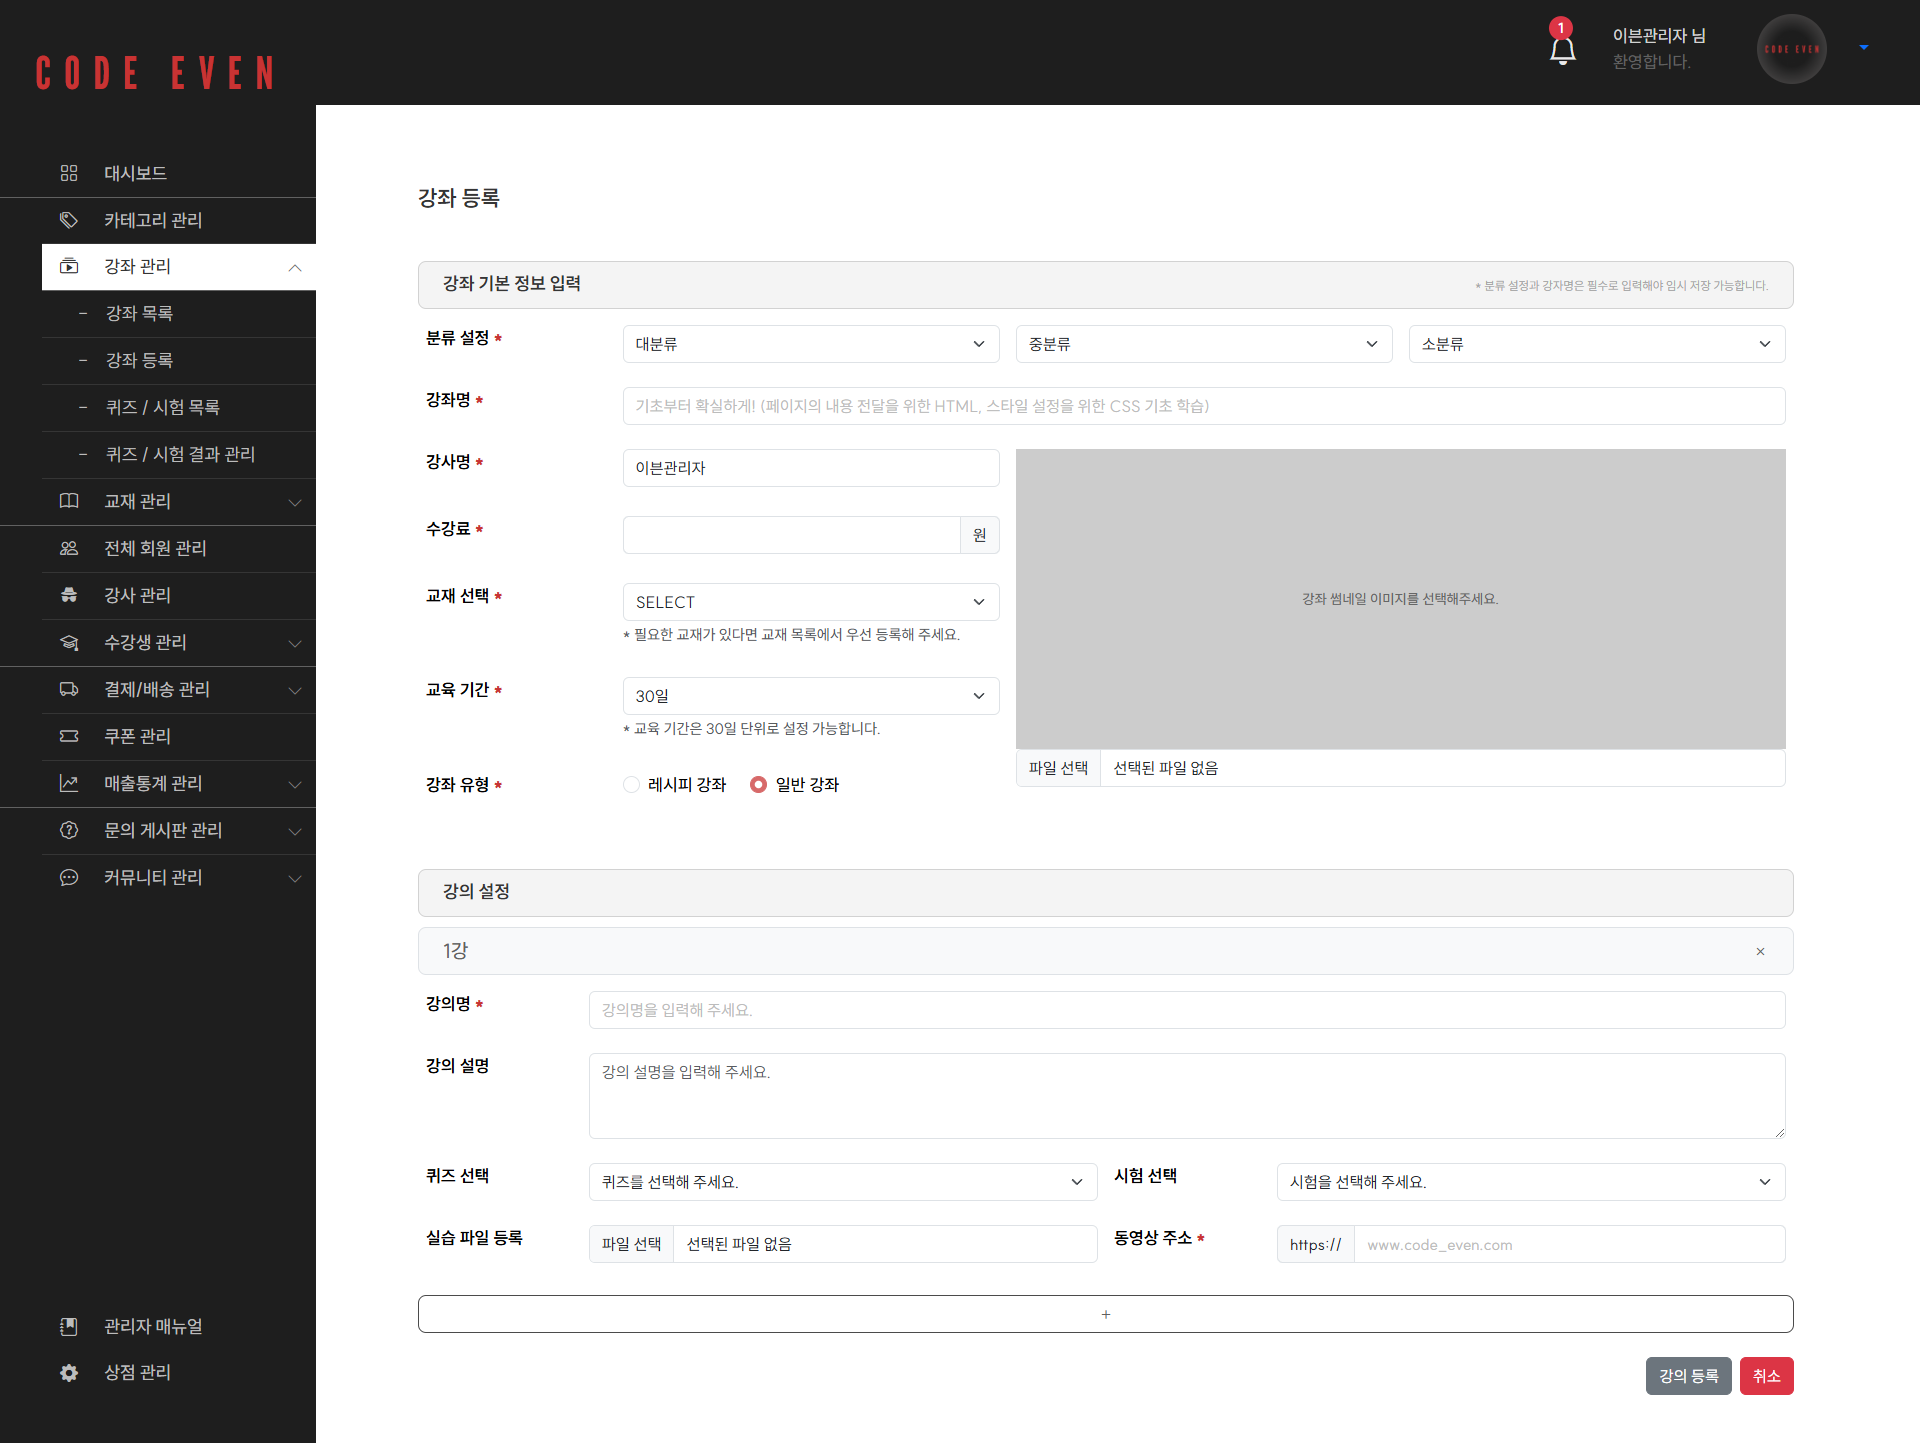 CODE EVEN
1
이븐관리자 님
환영합니다.
CODE EVEN
대시보드
카테고리 관리
강좌 관리
- 강좌 목록
- 강좌 등록
- 퀴즈 / 시험 목록
- 퀴즈 / 시험 결과 관리
교재 관리
전체 회원 관리
강사 관리
수강생 관리
결제/배송 관리
쿠폰 관리
매출통계 관리
문의 게시판 관리
커뮤니티 관리
관리자 매뉴얼
상점 관리
강좌 등록
강좌 기본 정보 입력
* 분류 설정과 강좌명은 필수로 입력해야 임시 저장 가능합니다.
분류 설정 *
대분류
중분류
소분류
강좌명 *
기초부터 확실하게! (페이지의 내용 전달을 위한 HTML, 스타일 설정을 위한 CSS 기초 학습)
강사명 *
이븐관리자
수강료 *
원
교재 선택 *
SELECT
* 필요한 교재가 있다면 교재 목록에서 우선 등록해 주세요.
교육 기간 *
30일
* 교육 기간은 30일 단위로 설정 가능합니다.
강좌 유형 *
레시피 강좌
일반 강좌
강좌 썸네일 이미지를 선택해주세요.
파일 선택
선택된 파일 없음
강의 설정
1강
×
강의명 *
강의명을 입력해 주세요.
강의 설명
강의 설명을 입력해 주세요.
퀴즈 선택
퀴즈를 선택해 주세요.
시험 선택
시험을 선택해 주세요.
실습 파일 등록
파일 선택
선택된 파일 없음
동영상 주소 *
https://
www.code_even.com
+
강의 등록
취소